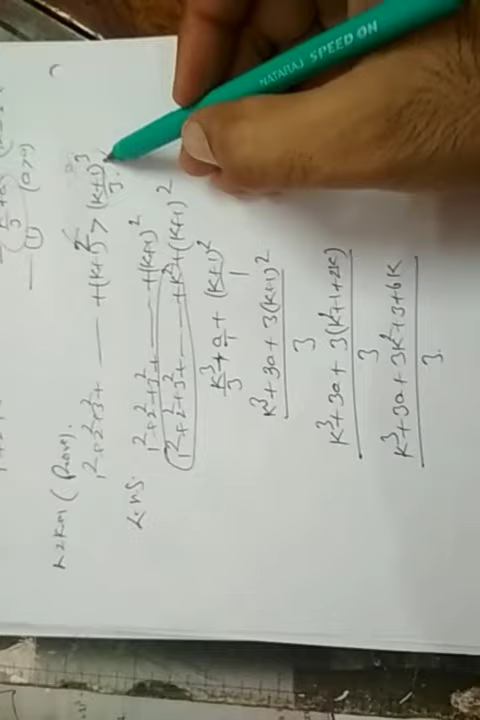 K=K+1 (Prove).
1²+2²+3²+ —— +(K+1)² > (K+1)³/3.
L.H.S. 1²+2²+3²+ —— +(K+1)²
1²+2²+3²+ —— +K²+(K+1)²
K³/3 + a/1 + (K+1)²/1
K³+3a+3(K+1)²/3
K³+3a+3(K²+1+2K)/3
K³+3a+3K²+3+6K/3.
NATARAJ SPEED ON